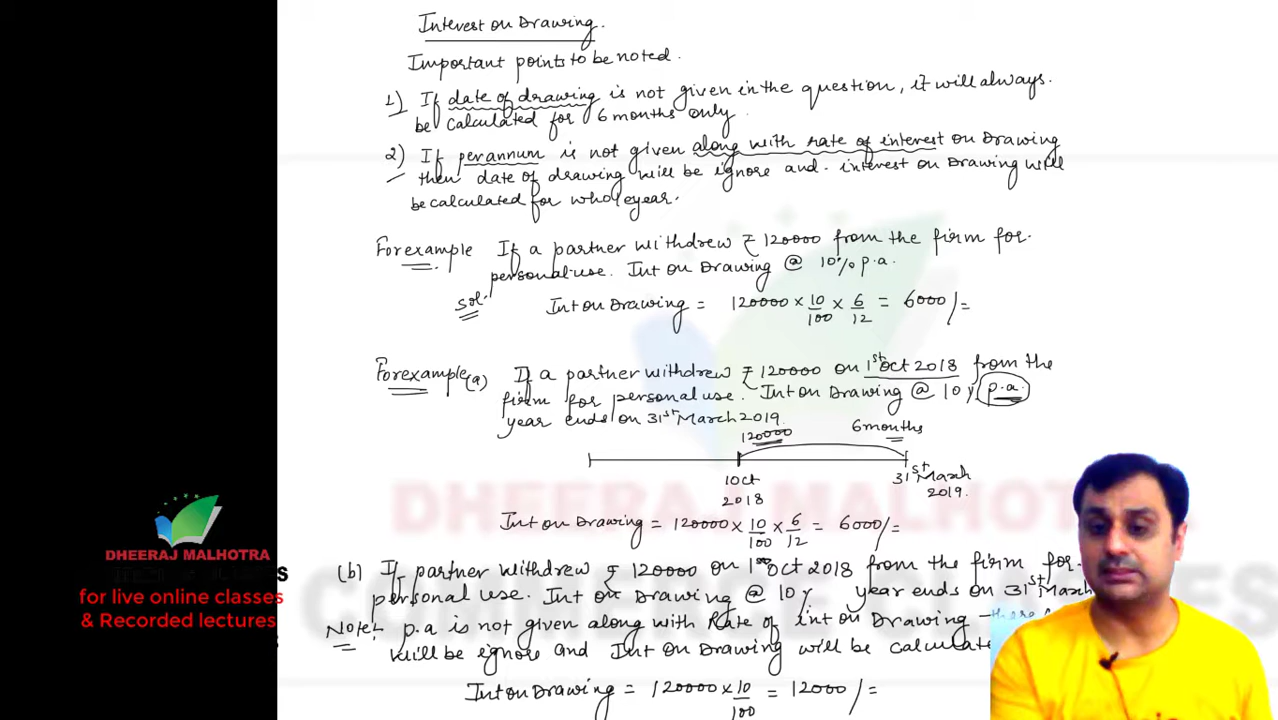 Interest on Drawing.
Important points to be noted.
1) If date of drawing is not given in the question, it will always.
be calculated for 6 months only
2) If perannum is not given along with rate of interest on Drawing
then date of drawing will be ignore and. interest on Drawing will
be calculated for whole year.
For example If a partner withdrew ₹ 120000 from the firm for.
personal use. Int on Drawing @ 10% p.a.
Sol. Int on Drawing = 120000 × 10/100 × 6/12 = 6000/=
For example (a) If a partner withdrew ₹ 120000 on 1st Oct 2018 from the
firm for personal use. Int on Drawing @ 10% p.a.
year ends on 31st March 2019.
120000 6 months
1 Oct 2018 31st March 2019.
Int on Drawing = 120000 × 10/100 × 6/12 = 6000/=
(b) If partner withdrew ₹ 120000 on 1st Oct 2018 from the firm for.
personal use. Int on Drawing @ 10% year ends on 31st March
Note! p.a is not given along with Rate of int on Drawing
will be ignore and Int on Drawing will be
Int on Drawing = 120000 × 10/100 = 12000/=
DHEERAJ MALHOTRA
for live online classes
& Recorded lectures
DHEERAJ MALHOTRA